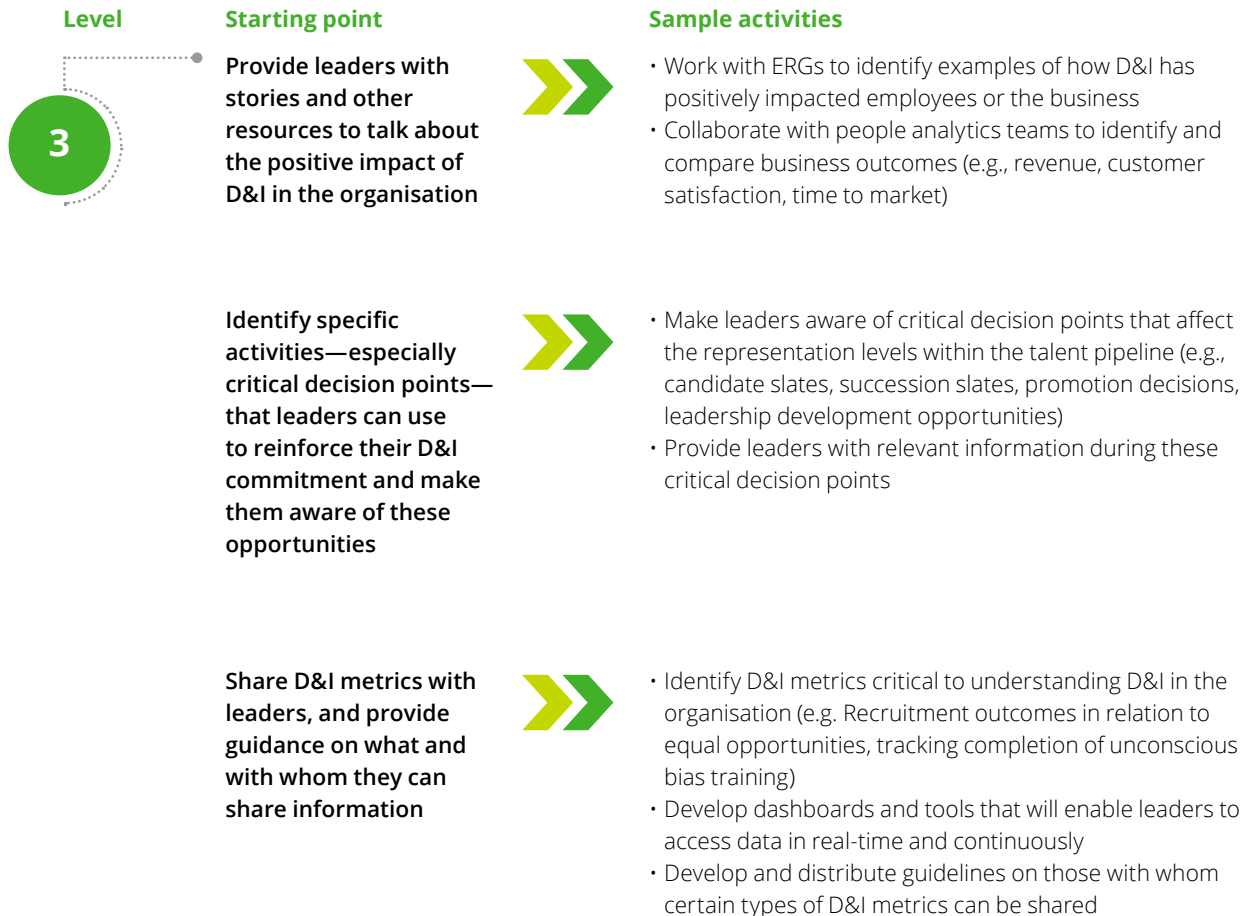 Level
Starting point
Sample activities
3
Provide leaders with
stories and other
resources to talk about
the positive impact of
D&I in the organisation
• Work with ERGs to identify examples of how D&I has
positively impacted employees or the business
• Collaborate with people analytics teams to identify and
compare business outcomes (e.g., revenue, customer
satisfaction, time to market)
Identify specific
activities—especially
critical decision points—
that leaders can use
to reinforce their D&I
commitment and make
them aware of these
opportunities
• Make leaders aware of critical decision points that affect
the representation levels within the talent pipeline (e.g.,
candidate slates, succession slates, promotion decisions,
leadership development opportunities)
• Provide leaders with relevant information during these
critical decision points
Share D&I metrics with
leaders, and provide
guidance on what and
with whom they can
share information
• Identify D&I metrics critical to understanding D&I in the
organisation (e.g. Recruitment outcomes in relation to
equal opportunities, tracking completion of unconscious
bias training)
• Develop dashboards and tools that will enable leaders to
access data in real-time and continuously
• Develop and distribute guidelines on those with whom
certain types of D&I metrics can be shared